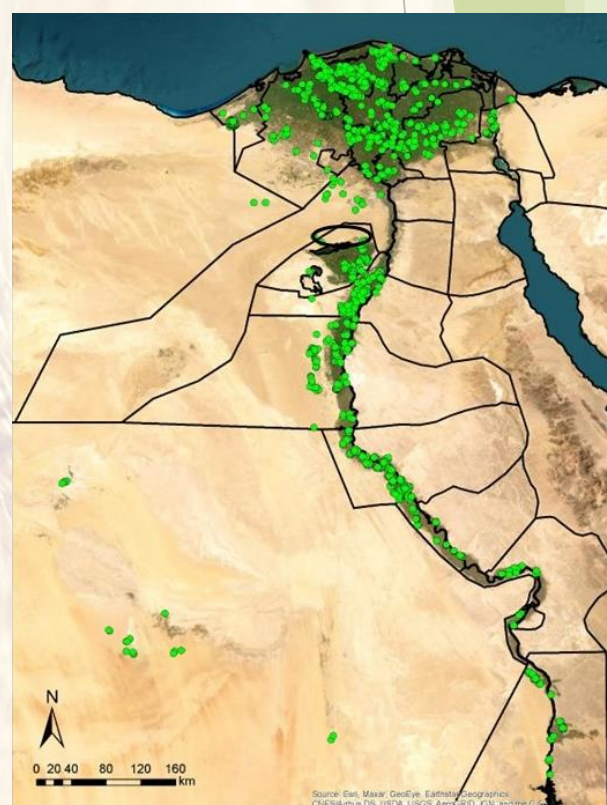 N
0 20 40 80 120 160
km
Source: Esri, Maxar, GeoEye, Earthstar Geographics,
CNES/Airbus DS, USDA, USGS, AeroGRID, IGN, and the G